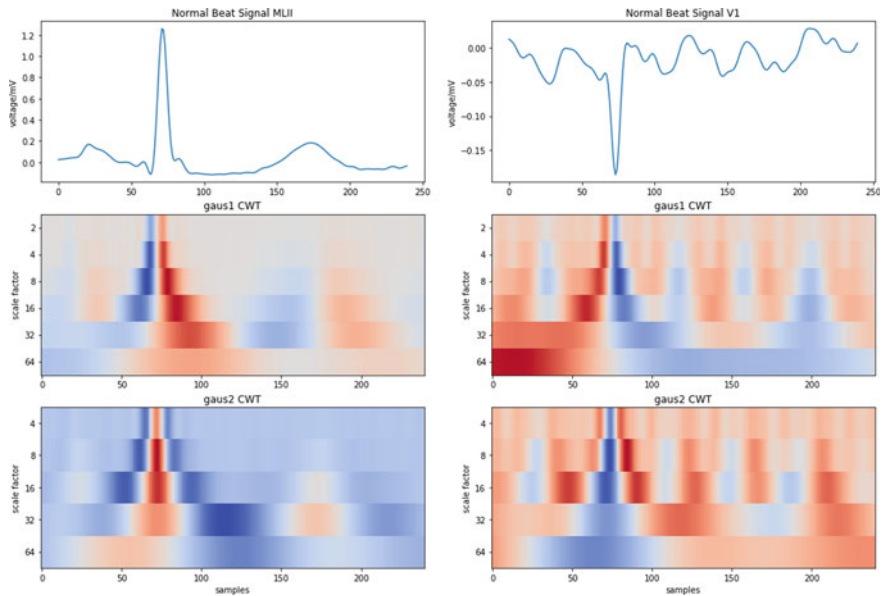 Normal Beat Signal MLII
voltage/mV
1.2
1.0
0.8
0.6
0.4
0.2
0.0
0 50 100 150 200 250
Normal Beat Signal V1
voltage/mV
0.00
-0.05
-0.10
-0.15
0 50 100 150 200 250
gaus1 CWT
scale factor
2
4
8
16
32
64
0 50 100 150 200
gaus1 CWT
scale factor
2
4
8
16
32
64
0 50 100 150 200
gaus2 CWT
scale factor
4
8
16
32
64
0 50 100 150 200
samples
gaus2 CWT
scale factor
4
8
16
32
64
0 50 100 150 200
samples